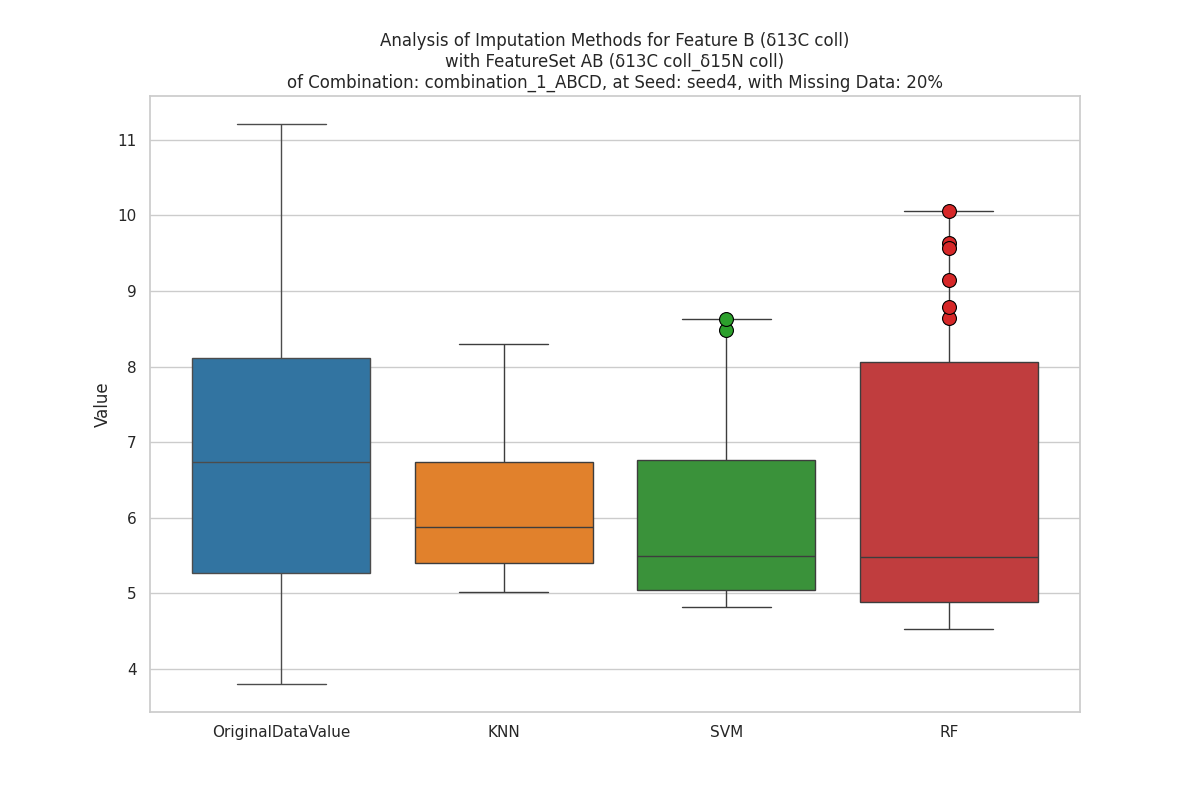 Analysis of Imputation Methods for Feature B (δ13C coll)
with FeatureSet AB (δ13C coll_δ15N coll)
of Combination: combination_1_ABCD, at Seed: seed4, with Missing Data: 20%
11
10
9
8
7
6
5
4
Value
OriginalDataValue
KNN
SVM
RF